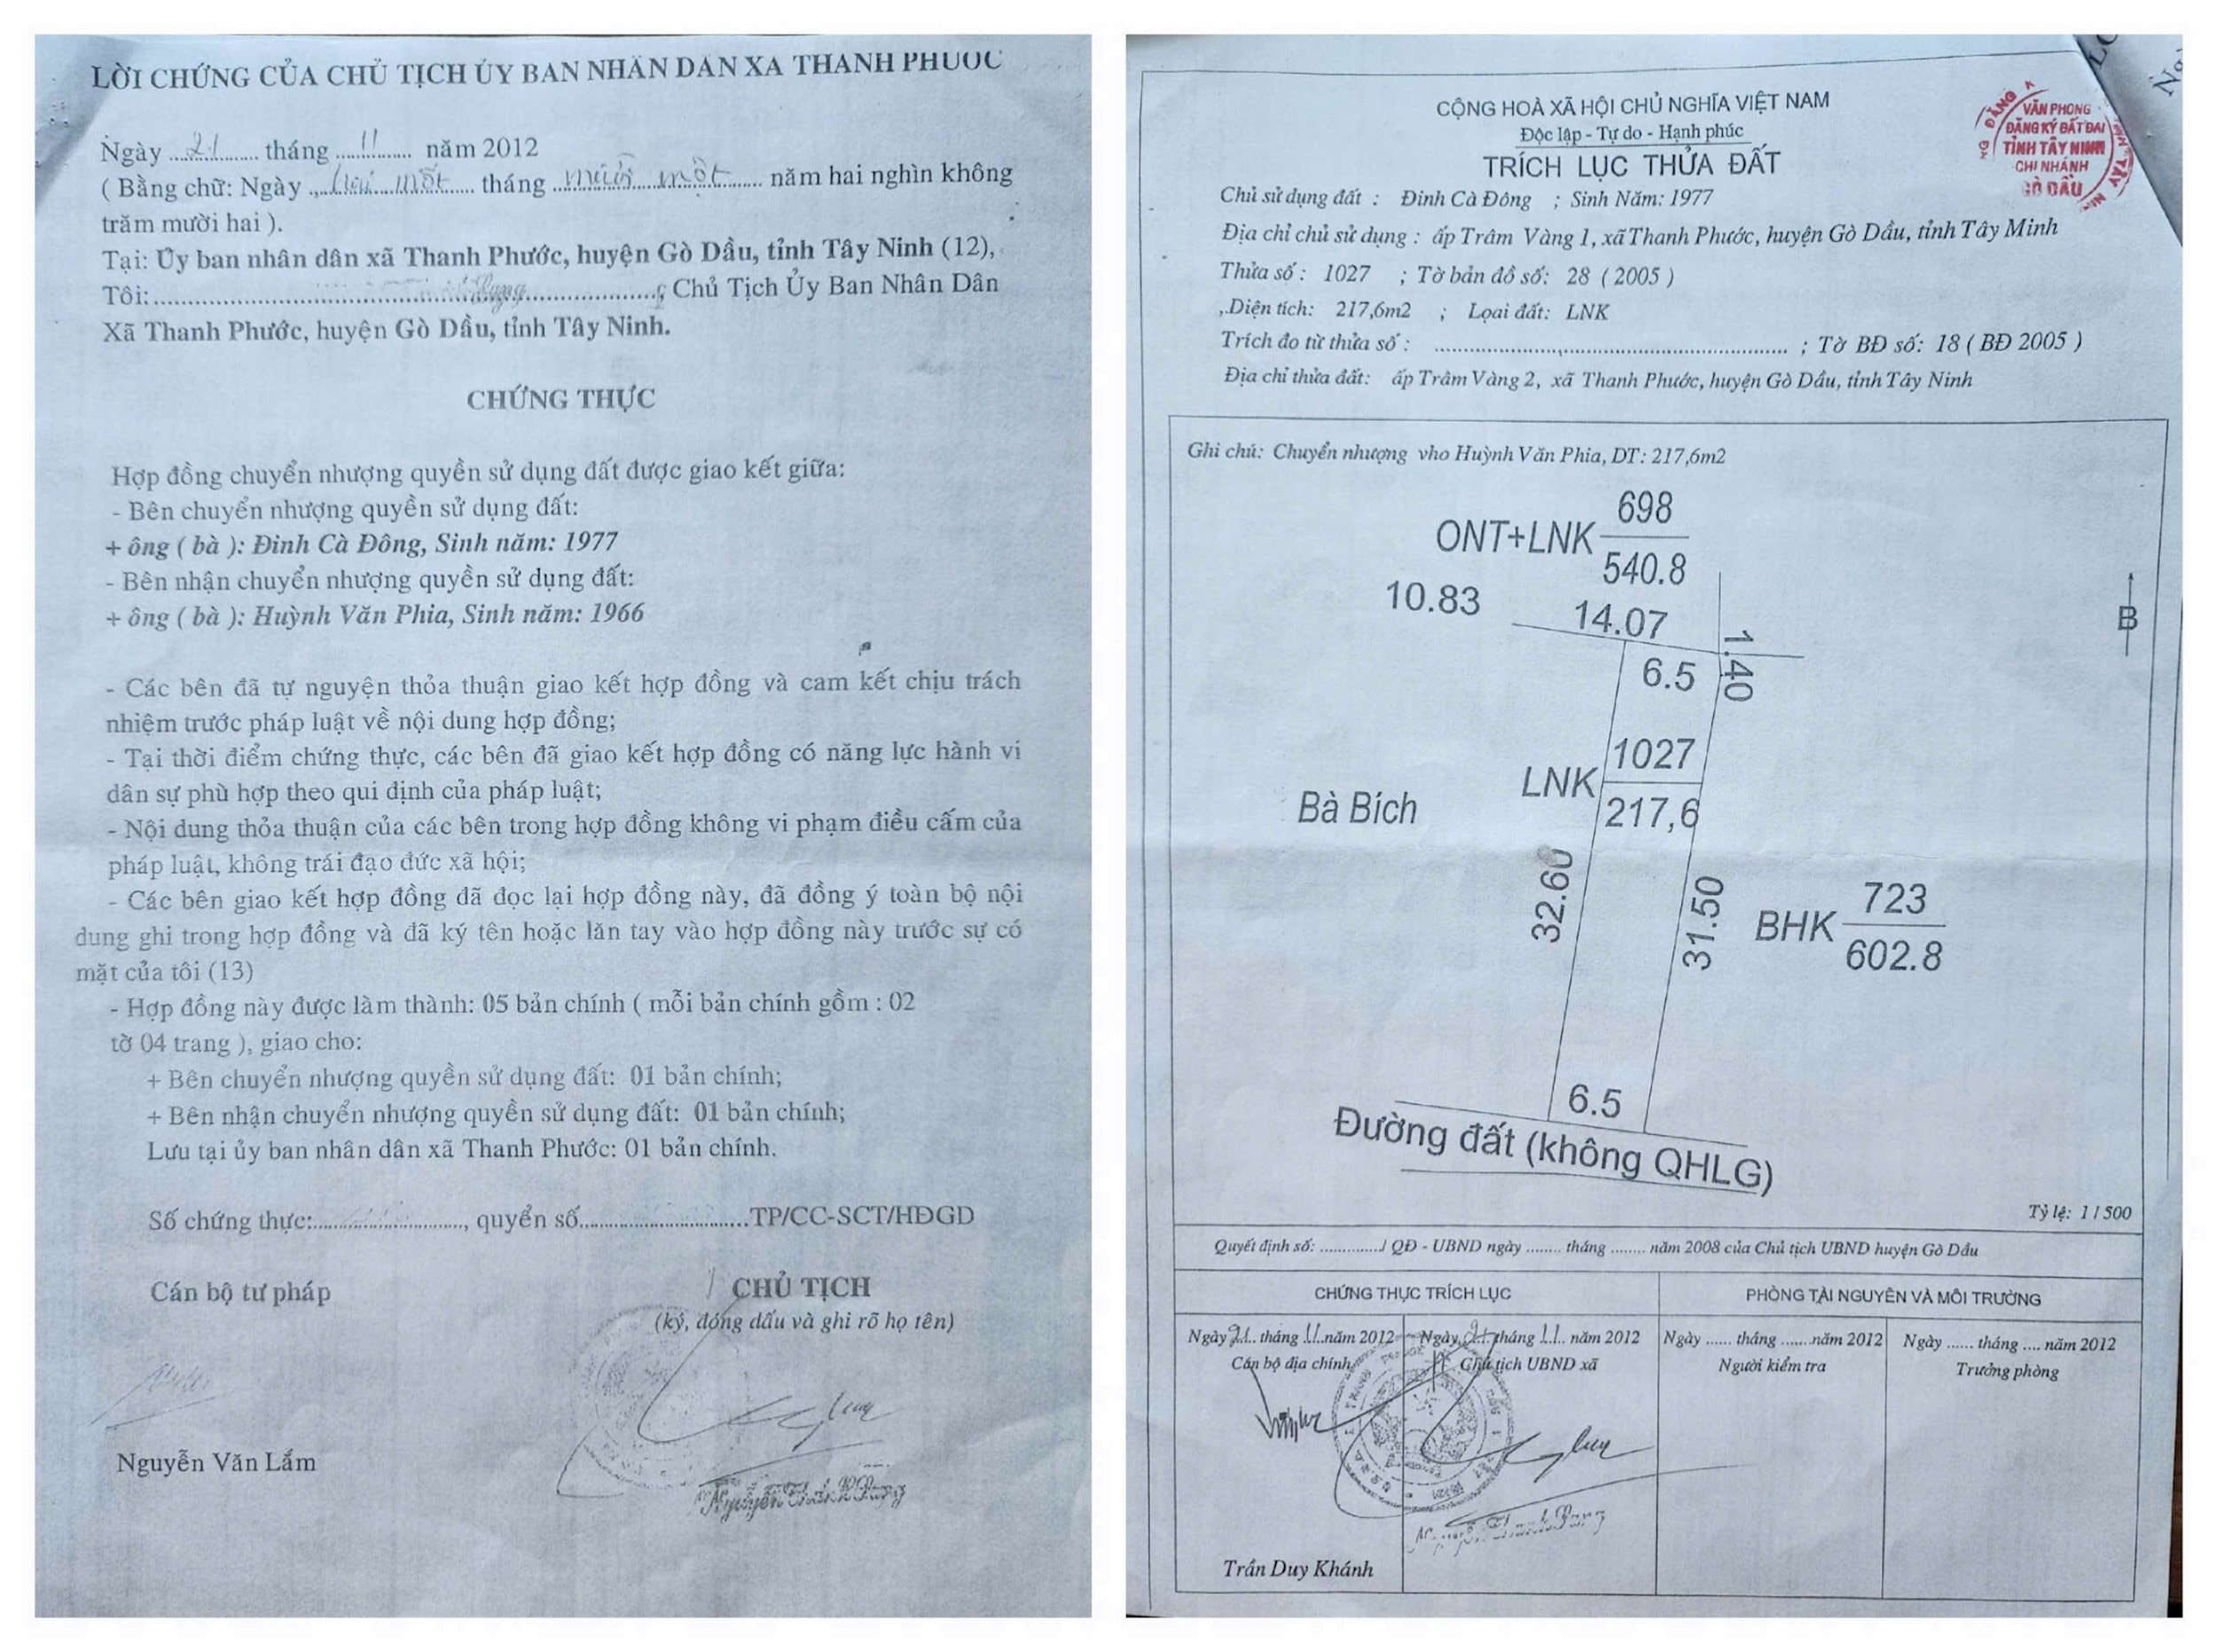 LỜI CHỨNG CỦA CHỦ TỊCH ỦY BAN NHÂN DÂN XÃ THANH PHƯỚC
Ngày 21 tháng 11 năm 2012
( Bằng chữ: Ngày hai một tháng mười một năm hai nghìn không
trăm mười hai ).
Tại: Ủy ban nhân dân xã Thanh Phước, huyện Gò Dầu, tỉnh Tây Ninh (12),
Tôi: ........ Chủ Tịch Ủy Ban Nhân Dân
Xã Thanh Phước, huyện Gò Dầu, tỉnh Tây Ninh.
CHỨNG THỰC
Hợp đồng chuyển nhượng quyền sử dụng đất được giao kết giữa:
- Bên chuyển nhượng quyền sử dụng đất:
+ ông ( bà ): Đinh Cà Đông, Sinh năm: 1977
- Bên nhận chuyển nhượng quyền sử dụng đất:
+ ông ( bà ): Huỳnh Văn Phia, Sinh năm: 1966
- Các bên đã tự nguyện thỏa thuận giao kết hợp đồng và cam kết chịu trách
nhiệm trước pháp luật về nội dung hợp đồng;
- Tại thời điểm chứng thực, các bên đã giao kết hợp đồng có năng lực hành vi
dân sự phù hợp theo qui định của pháp luật;
- Nội dung thỏa thuận của các bên trong hợp đồng không vi phạm điều cấm của
pháp luật, không trái đạo đức xã hội;
- Các bên giao kết hợp đồng đã đọc lại hợp đồng này, đã đồng ý toàn bộ nội
dung ghi trong hợp đồng và đã ký tên hoặc lăn tay vào hợp đồng này trước sự có
mặt của tôi (13)
- Hợp đồng này được làm thành: 05 bản chính ( mỗi bản chính gồm : 02
tờ 04 trang ), giao cho:
+ Bên chuyển nhượng quyền sử dụng đất: 01 bản chính;
+ Bên nhận chuyển nhượng quyền sử dụng đất: 01 bản chính;
Lưu tại ủy ban nhân dân xã Thanh Phước: 01 bản chính.
Số chứng thực:........, quyển số........TP/CC-SCT/HĐGD
Cán bộ tư pháp
CHỦ TỊCH
(ký, đóng dấu và ghi rõ họ tên)
Nguyễn Văn Lắm
CỘNG HOÀ XÃ HỘI CHỦ NGHĨA VIỆT NAM
Độc lập - Tự do - Hạnh phúc
TRÍCH LỤC THỬA ĐẤT
VĂN PHONG
ĐĂNG KÝ ĐẤT ĐAI
TỈNH TÂY NINH
CHI NHÁNH
GÒ DẦU
Chủ sử dụng đất : Đinh Cà Đông ; Sinh Năm: 1977
Địa chỉ chủ sử dụng : ấp Trâm Vàng 1, xã Thanh Phước, huyện Gò Dầu, tỉnh Tây Minh
Thửa số : 1027 ; Tờ bản đồ số: 28 ( 2005 )
Diện tích: 217,6m2 ; Loại đất: LNK
Trích đo từ thửa số : ........ ; Tờ BĐ số: 18 ( BĐ 2005 )
Địa chỉ thửa đất: ấp Trâm Vàng 2, xã Thanh Phước, huyện Gò Dầu, tỉnh Tây Ninh
Ghi chú: Chuyển nhượng vho Huỳnh Văn Phia, DT: 217,6m2
698
ONT+LNK
540.8
10.83
14.07
1.40
6.5
B
1027
LNK
217,6
Bà Bích
32.60
31.50
723
BHK
602.8
6.5
Đường đất (không QHLG)
Tỷ lệ: 1 / 500
Quyết định số: ......../ QĐ - UBND ngày ........ tháng ........ năm 2008 của Chủ tịch UBND huyện Gò Dầu
CHỨNG THỰC TRÍCH LỤC
PHÒNG TÀI NGUYÊN VÀ MÔI TRƯỜNG
Ngày 21 tháng 11 năm 2012
Ngày 21 tháng 11 năm 2012
Ngày ...... tháng ....... năm 2012
Ngày ...... tháng .... năm 2012
Cán bộ địa chính
Chủ tịch UBND xã
Người kiểm tra
Trưởng phòng
Trần Duy Khánh